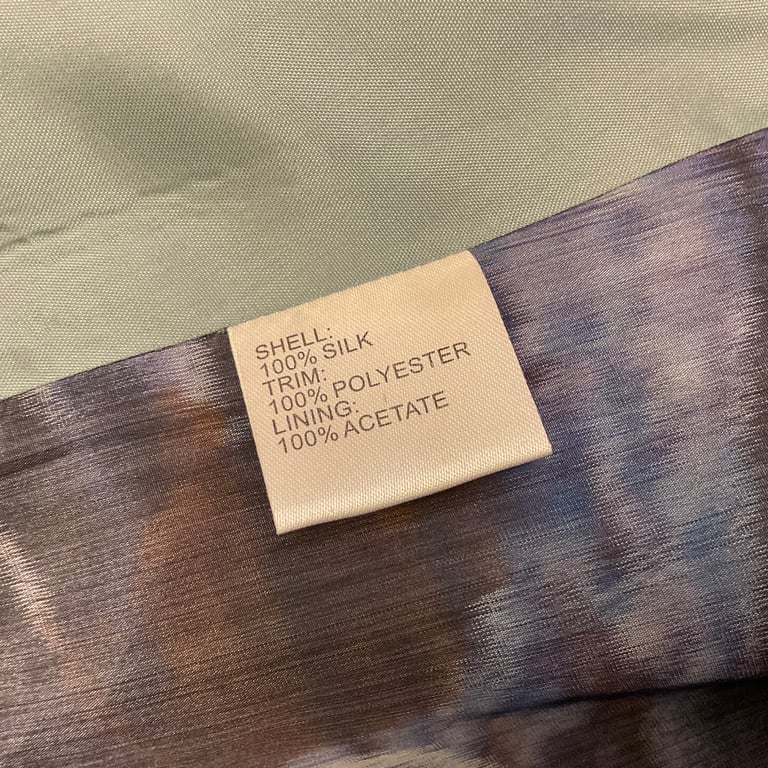 SHELL:
100% SILK
TRIM:
100% POLYESTER
LINING:
100% ACETATE